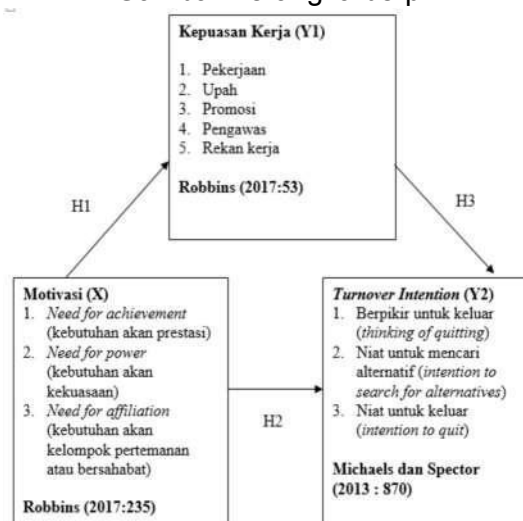 Kepuasan Kerja (Y1)
1. Pekerjaan
2. Upah
3. Promosi
4. Pengawas
5. Rekan kerja
Robbins (2017:53)
H1
H3
Motivasi (X)
1. Need for achievement
(kebutuhan akan prestasi)
2. Need for power
(kebutuhan akan
kekuasaan)
3. Need for affiliation
(kebutuhan akan
kelompok pertemanan
atau bersahabat)
Robbins (2017:235)
H2
Turnover Intention (Y2)
1. Berpikir untuk keluar
(thinking of quitting)
2. Niat untuk mencari
alternatif (intention to
search for alternatives)
3. Niat untuk keluar
(intention to quit)
Michaels dan Spector
(2013 : 870)